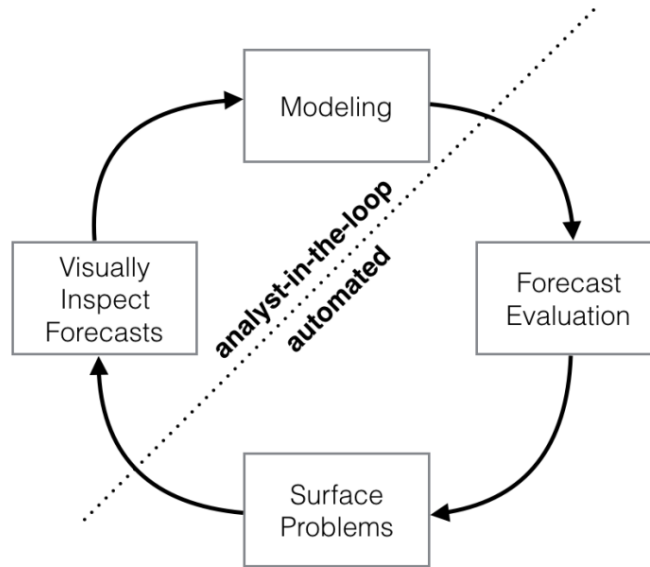 Modeling
analyst-in-the-loop
automated
Visually
Inspect
Forecasts
Forecast
Evaluation
Surface
Problems